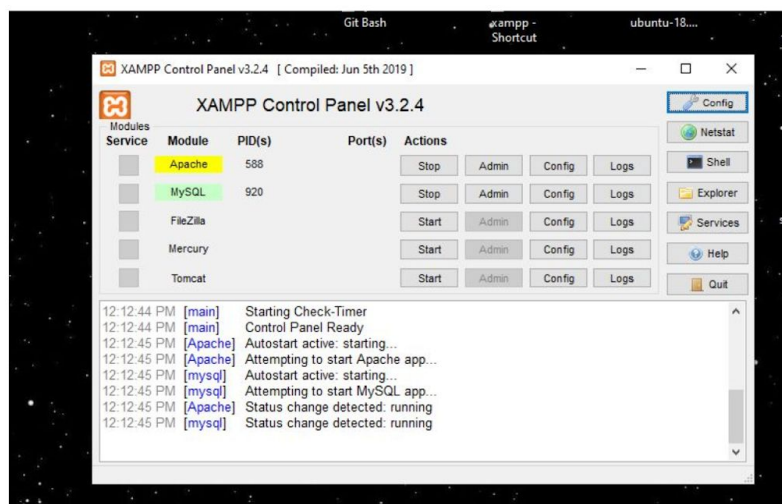 Git Bash
xampp -
Shortcut
ubuntu-18....
XAMPP Control Panel v3.2.4 [ Compiled: Jun 5th 2019 ]
XAMPP Control Panel v3.2.4
Config
Modules
Service Module PID(s) Port(s) Actions
Netstat
Apache 588 Stop Admin Config Logs
Shell
MySQL 920 Stop Admin Config Logs
Explorer
FileZilla Start Admin Config Logs
Services
Mercury Start Admin Config Logs
Help
Tomcat Start Admin Config Logs
Quit
12:12:44 PM [main] Starting Check-Timer
12:12:44 PM [main] Control Panel Ready
12:12:45 PM [Apache] Autostart active: starting...
12:12:45 PM [Apache] Attempting to start Apache app...
12:12:45 PM [mysql] Autostart active: starting...
12:12:45 PM [mysql] Attempting to start MySQL app...
12:12:45 PM [Apache] Status change detected: running
12:12:45 PM [mysql] Status change detected: running